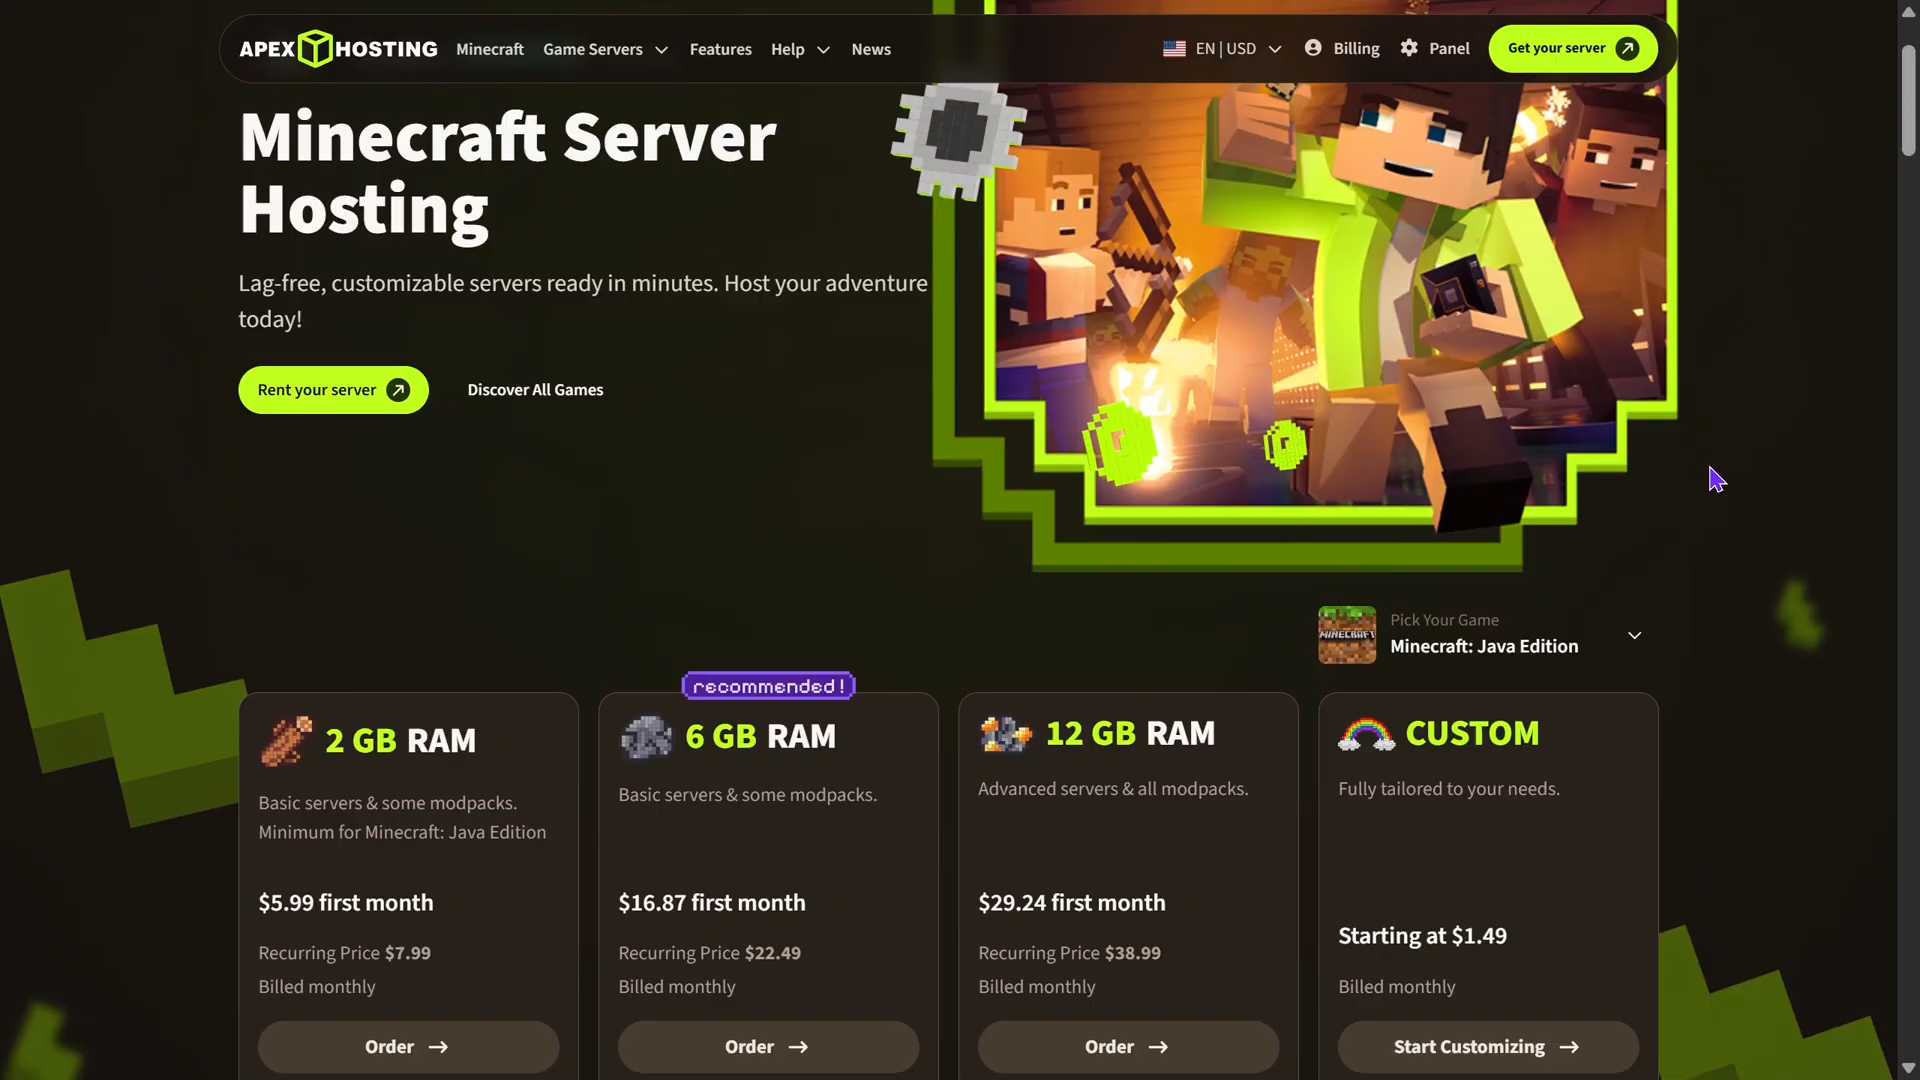 APEX HOSTING
Minecraft
Game Servers
Features
Help
News
EN | USD
Billing
Panel
Get your server
Minecraft Server
Hosting
Lag-free, customizable servers ready in minutes. Host your adventure
today!
Rent your server
Discover All Games
Pick Your Game
MINECRAFT
Minecraft: Java Edition
recommended!
2 GB RAM
Basic servers & some modpacks.
Minimum for Minecraft: Java Edition
$5.99 first month
Recurring Price $7.99
Billed monthly
Order
6 GB RAM
Basic servers & some modpacks.
$16.87 first month
Recurring Price $22.49
Billed monthly
Order
12 GB RAM
Advanced servers & all modpacks.
$29.24 first month
Recurring Price $38.99
Billed monthly
Order
CUSTOM
Fully tailored to your needs.
Starting at $1.49
Billed monthly
Start Customizing